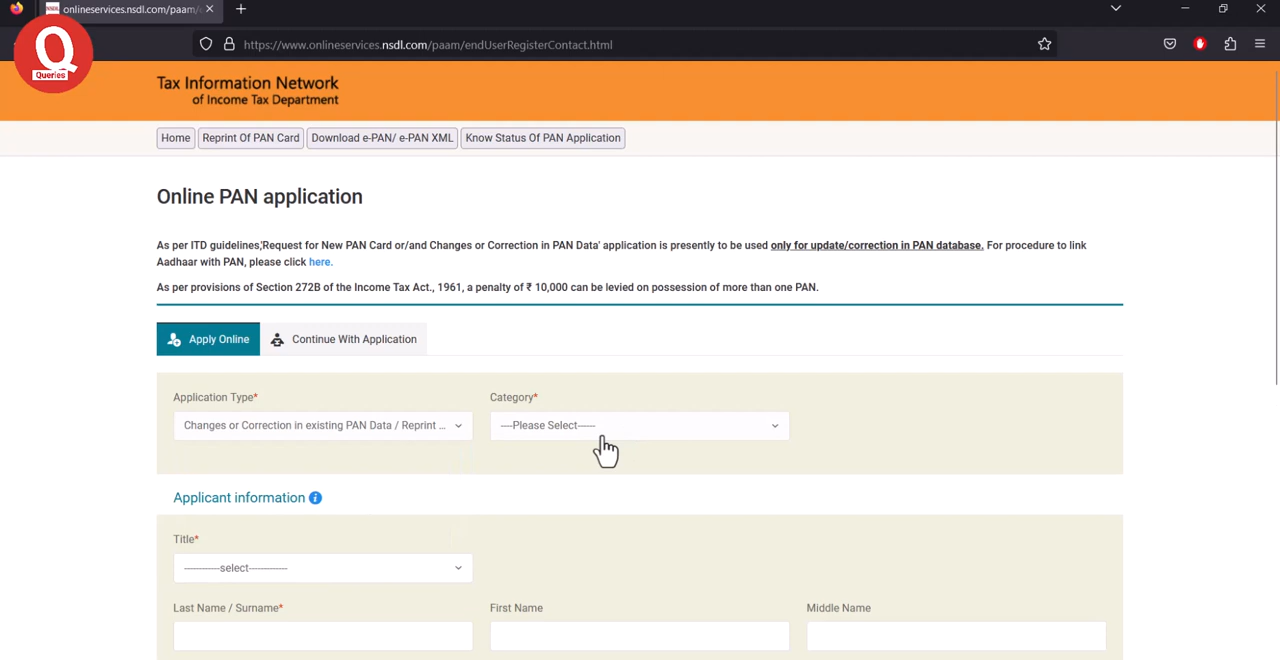 onlineservices.nsdl.com/paam/
https://www.onlineservices.nsdl.com/paam/endUserRegisterContact.html
Q
Queries
Tax Information Network
of Income Tax Department
Home
Reprint Of PAN Card
Download e-PAN/ e-PAN XML
Know Status Of PAN Application
Online PAN application
As per ITD guidelines,'Request for New PAN Card or/and Changes or Correction in PAN Data' application is presently to be used only for update/correction in PAN database. For procedure to link
Aadhaar with PAN, please click here.
As per provisions of Section 272B of the Income Tax Act., 1961, a penalty of ₹ 10,000 can be levied on possession of more than one PAN.
Apply Online
Continue With Application
Application Type*
Category*
Changes or Correction in existing PAN Data / Reprint ...
----Please Select------
Applicant information
Title*
------------select-------------
Last Name / Surname*
First Name
Middle Name